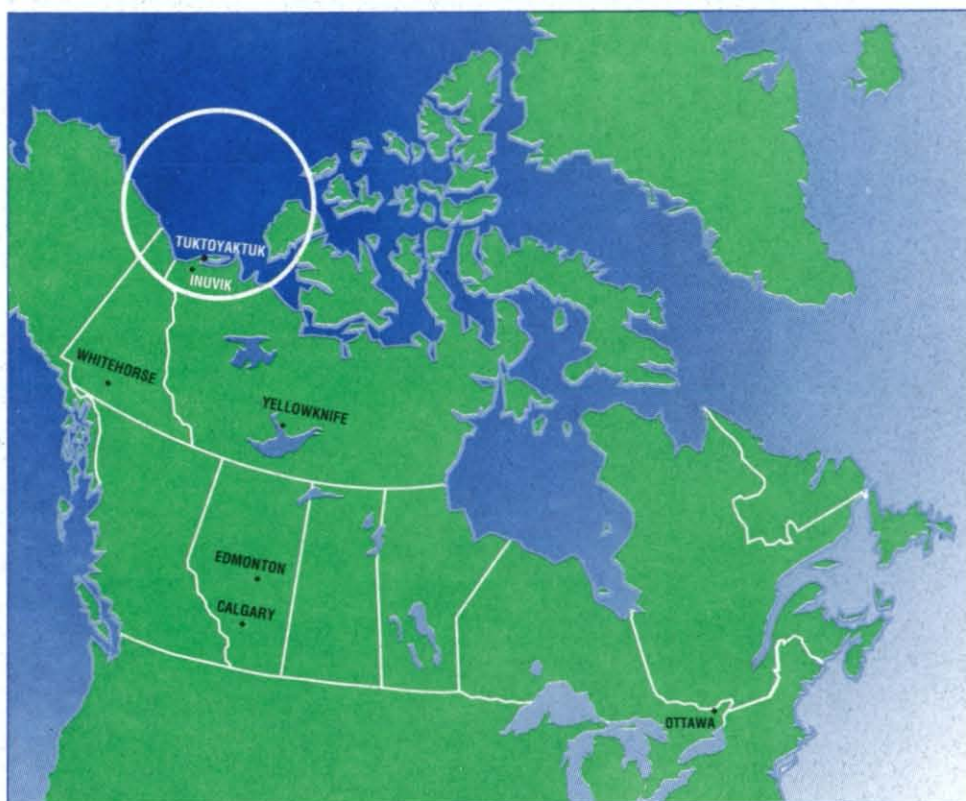 TUKTOYAKTUK
INUVIK
WHITEHORSE
YELLOWKNIFE
EDMONTON
CALGARY
OTTAWA